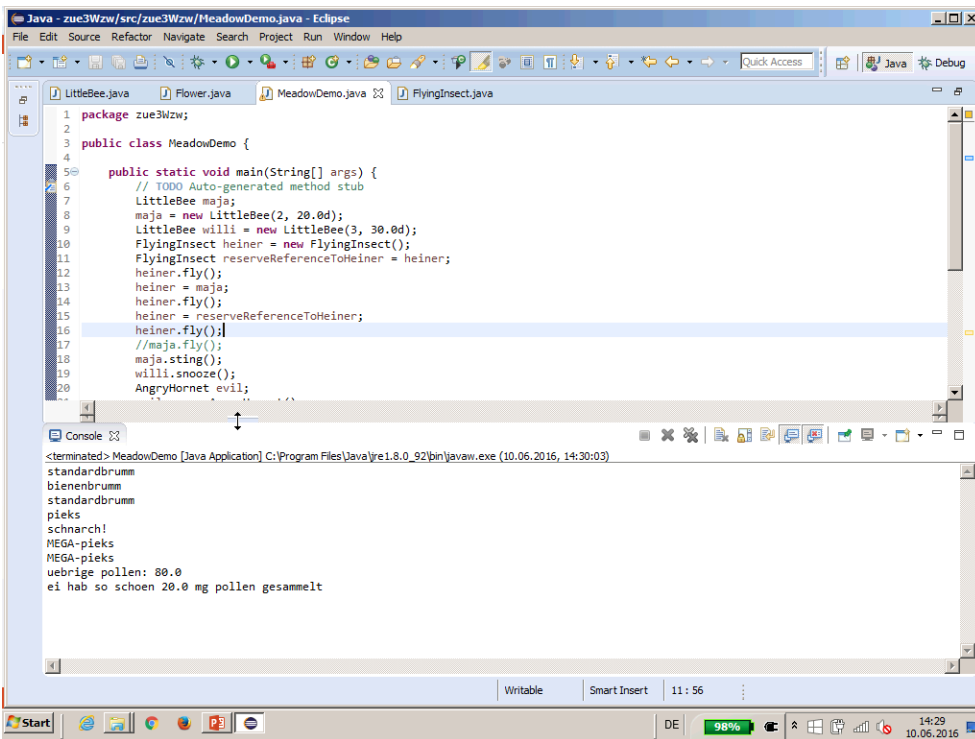 Java - zue3Wzw/src/zue3Wzw/MeadowDemo.java - Eclipse
File Edit Source Refactor Navigate Search Project Run Window Help
Quick Access Java Debug
LittleBee.java Flower.java MeadowDemo.java FlyingInsect.java
1 package zue3Wzw;
2
3 public class MeadowDemo {
4
5 public static void main(String[] args) {
6 // TODO Auto-generated method stub
7 LittleBee maja;
8 maja = new LittleBee(2, 20.0d);
9 LittleBee willi = new LittleBee(3, 30.0d);
10 FlyingInsect heiner = new FlyingInsect();
11 FlyingInsect reserveReferenceToHeiner = heiner;
12 heiner.fly();
13 heiner = maja;
14 heiner.fly();
15 heiner = reserveReferenceToHeiner;
16 heiner.fly();
17 //maja.fly();
18 maja.sting();
19 willi.snooze();
20 AngryHornet evil;
Console
<terminated> MeadowDemo [Java Application] C:\Program Files\Java\jre1.8.0_92\bin\javaw.exe (10.06.2016, 14:30:03)
standardbrumm
bienenbrumm
standardbrumm
pieks
schnarch!
MEGA-pieks
MEGA-pieks
uebrige pollen: 80.0
ei hab so schoen 20.0 mg pollen gesammelt
Writable Smart Insert 11 : 56
Start DE 98% 14:29
10.06.2016